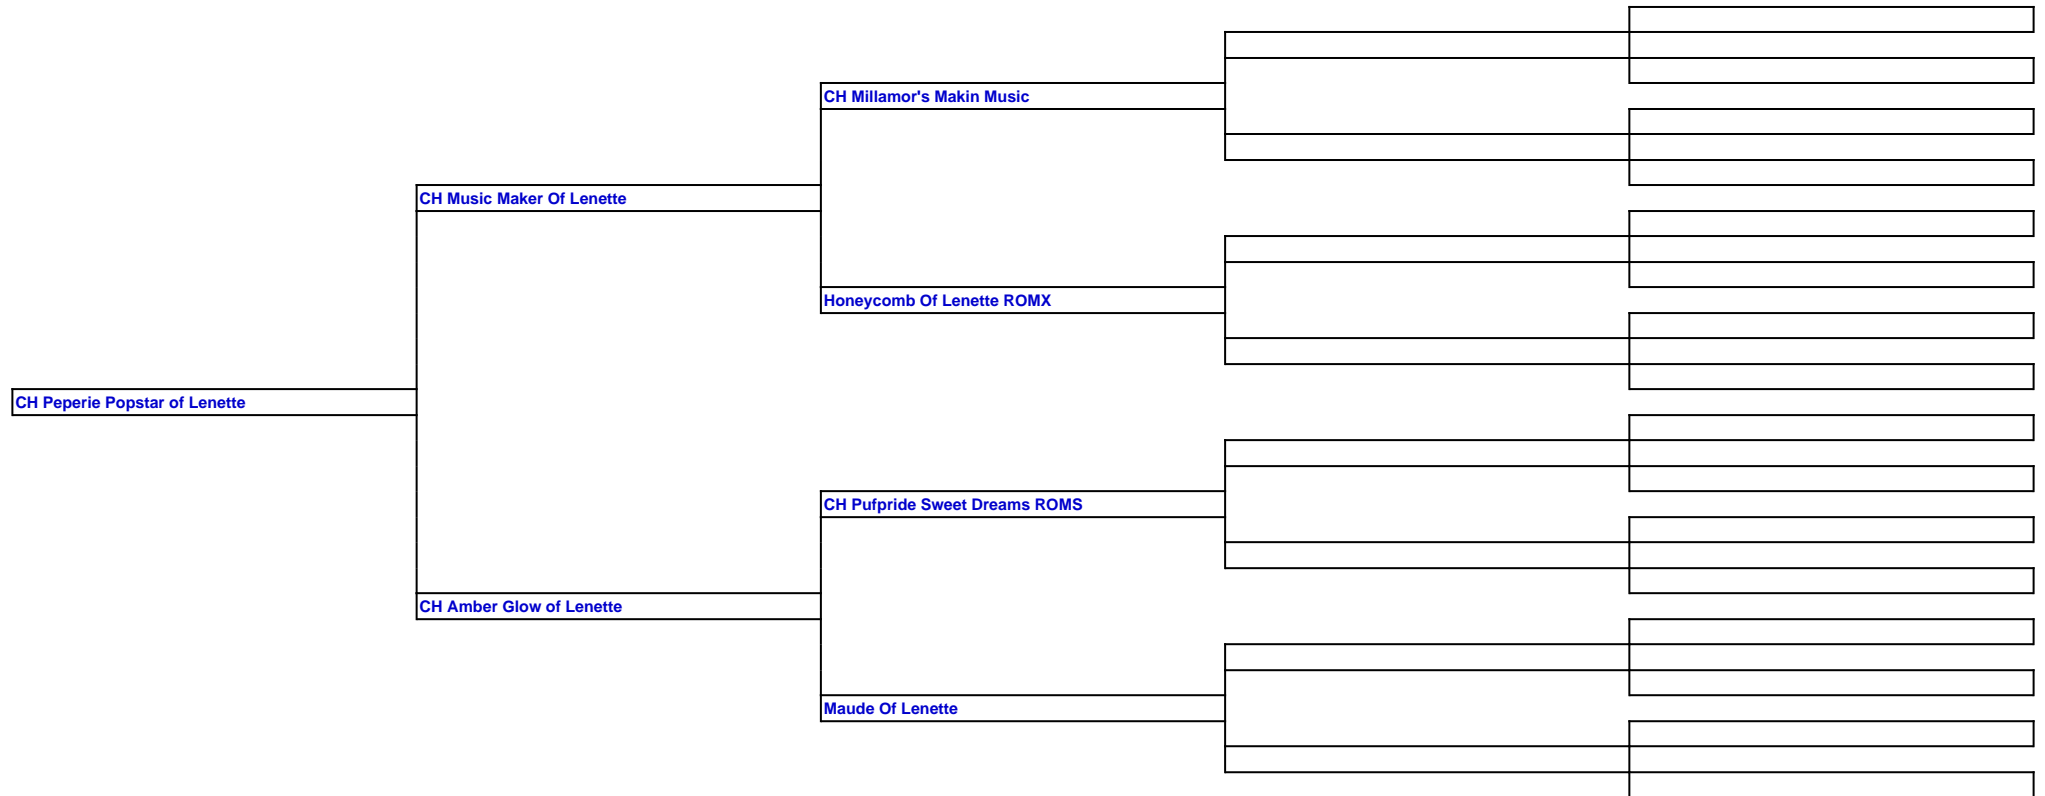 CH Millamor's Makin Music
CH Music Maker Of Lenette
Honeycomb Of Lenette ROMX
CH Peperie Popstar of Lenette
CH Pufpride Sweet Dreams ROMS
CH Amber Glow of Lenette
Maude Of Lenette